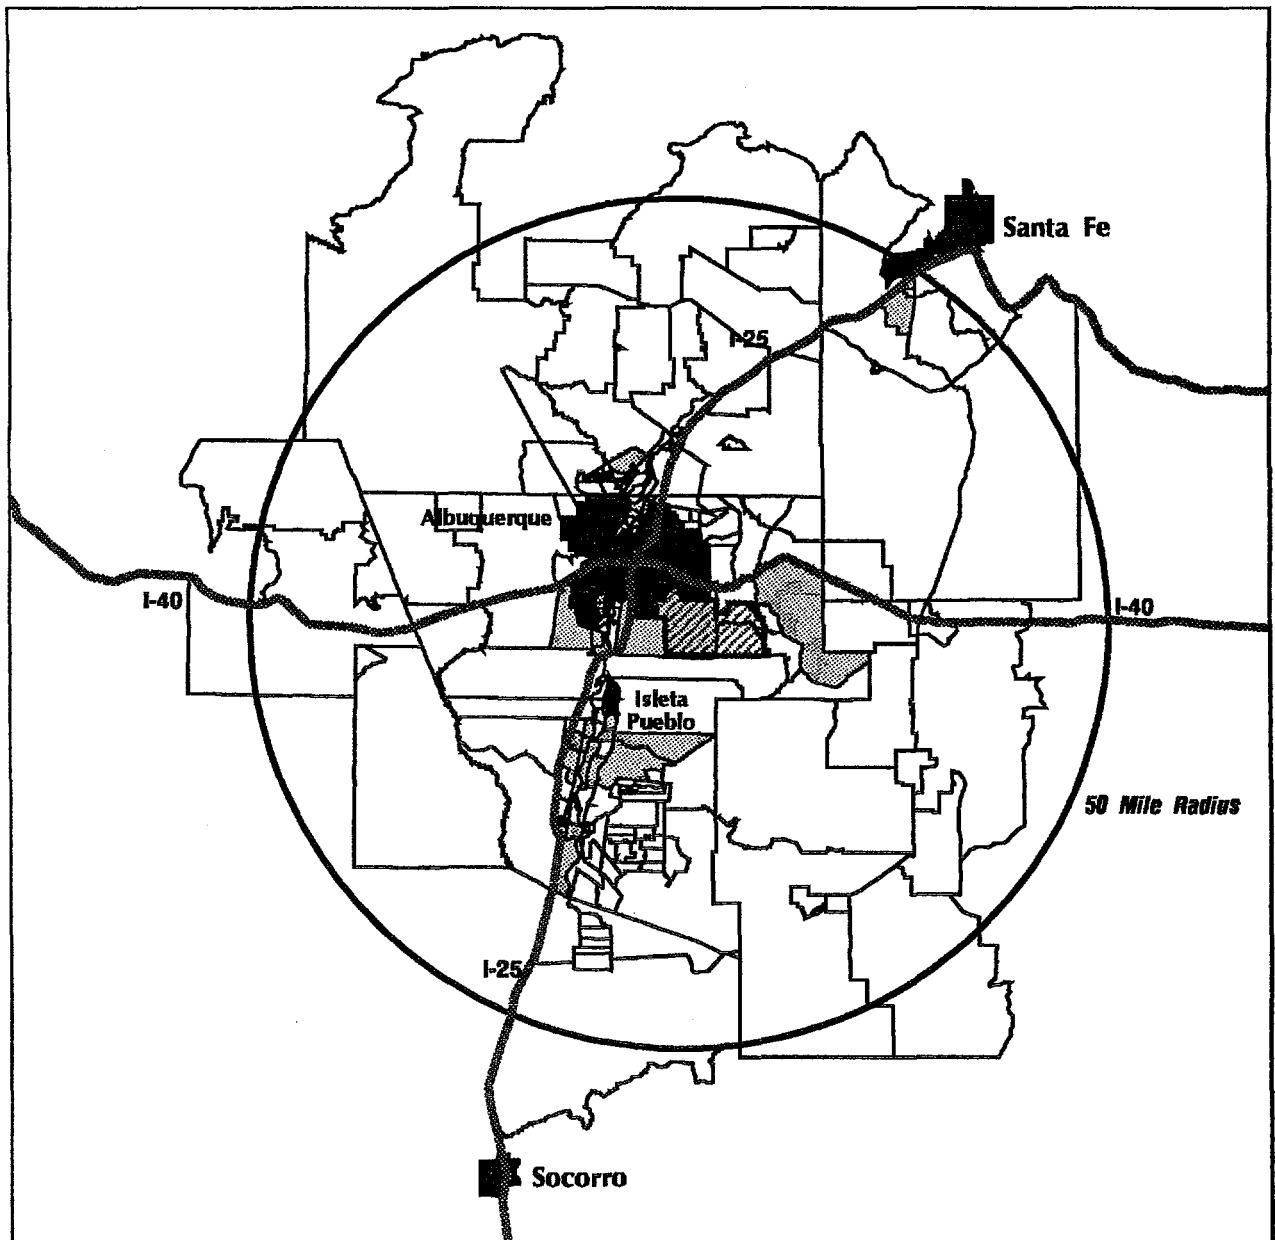 Santa Fe
I-25
Albuquerque
I-40
I-40
Isleta
Pueblo
50 Mile Radius
I-25
Socorro